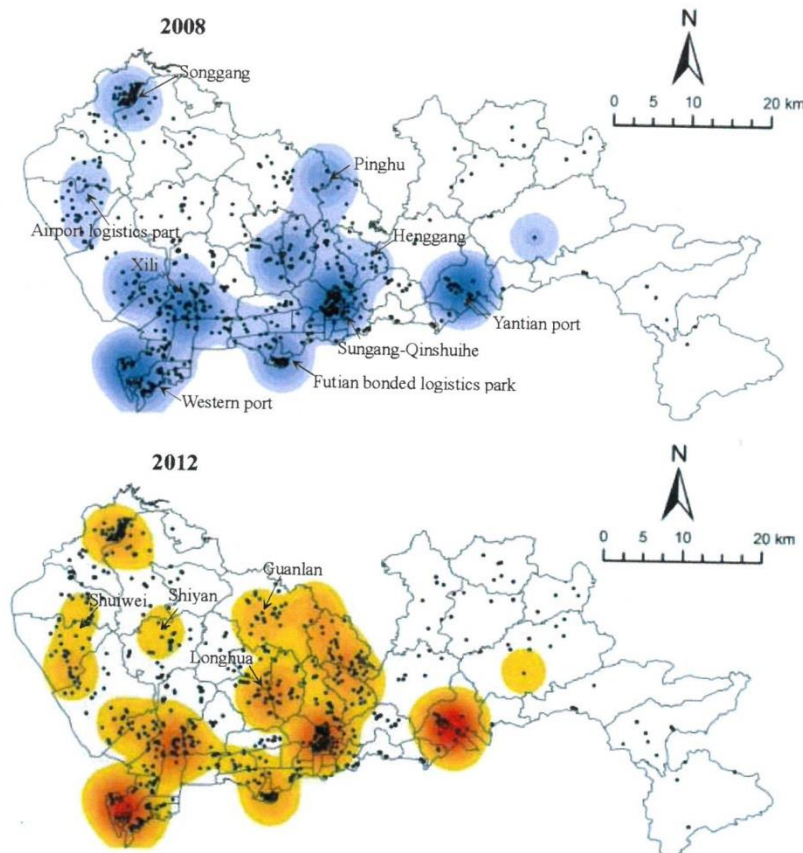 2008
N
0 5 10 20 km
Songgang
Pinghu
Airport logistics part
Henggang
Xili
Yantian port
Sungang-Qinshuihe
Futian bonded logistics park
Western port
2012
N
0 5 10 20 km
Guanlan
Shuiwei
Shiyan
Longhua